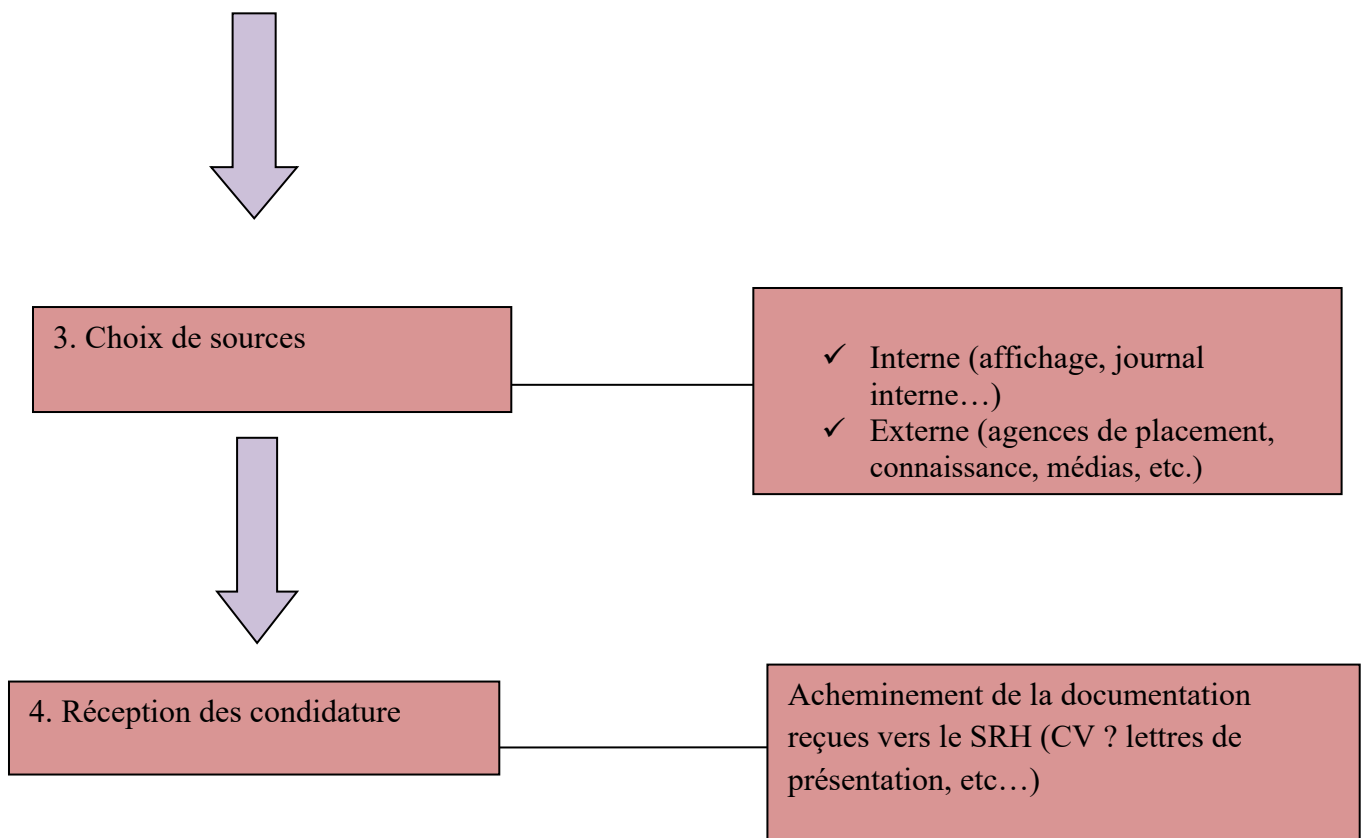 3. Choix de sources
✓ Interne (affichage, journal
interne…)
✓ Externe (agences de placement,
connaissance, médias, etc.)
4. Réception des condidature
Acheminement de la documentation
reçues vers le SRH (CV ? lettres de
présentation, etc…)